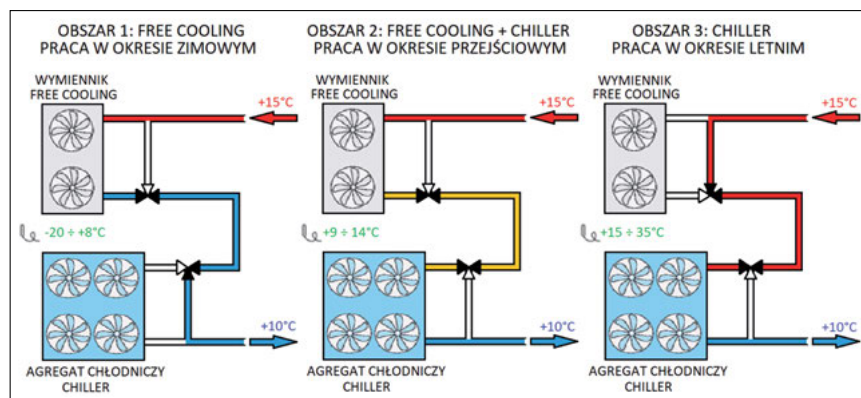 OBSZAR 1: FREE COOLING
PRACA W OKRESIE ZIMOWYM
WYMIENNIK
FREE COOLING
+15°C
-20 ÷ +8°C
+10°C
AGREGAT CHŁODNICZY
CHILLER
OBSZAR 2: FREE COOLING + CHILLER
PRACA W OKRESIE PRZEJŚCIOWYM
WYMIENNIK
FREE COOLING
+15°C
+9 ÷ 14°C
+10°C
AGREGAT CHŁODNICZY
CHILLER
OBSZAR 3: CHILLER
PRACA W OKRESIE LETNIM
WYMIENNIK
FREE COOLING
+15°C
+15 ÷ 35°C
+10°C
AGREGAT CHŁODNICZY
CHILLER